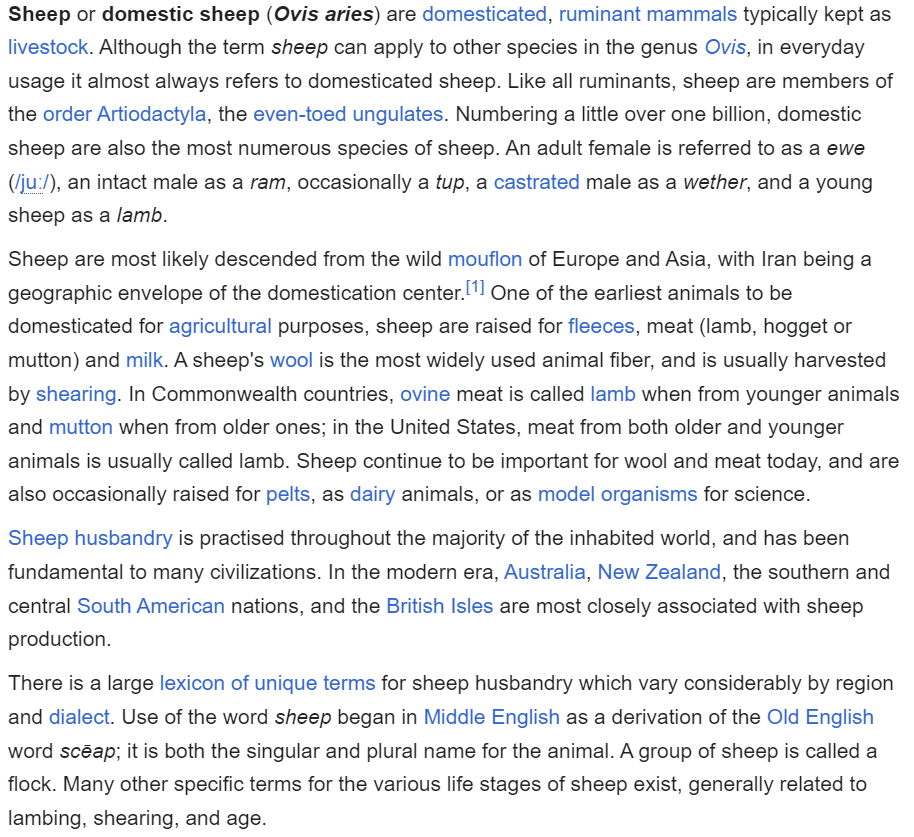 Sheep or domestic sheep (Ovis aries) are domesticated, ruminant mammals typically kept as
livestock. Although the term sheep can apply to other species in the genus Ovis, in everyday
usage it almost always refers to domesticated sheep. Like all ruminants, sheep are members of
the order Artiodactyla, the even-toed ungulates. Numbering a little over one billion, domestic
sheep are also the most numerous species of sheep. An adult female is referred to as a ewe
(/juː/), an intact male as a ram, occasionally a tup, a castrated male as a wether, and a young
sheep as a lamb.
Sheep are most likely descended from the wild mouflon of Europe and Asia, with Iran being a
geographic envelope of the domestication center.[1] One of the earliest animals to be
domesticated for agricultural purposes, sheep are raised for fleeces, meat (lamb, hogget or
mutton) and milk. A sheep's wool is the most widely used animal fiber, and is usually harvested
by shearing. In Commonwealth countries, ovine meat is called lamb when from younger animals
and mutton when from older ones; in the United States, meat from both older and younger
animals is usually called lamb. Sheep continue to be important for wool and meat today, and are
also occasionally raised for pelts, as dairy animals, or as model organisms for science.
Sheep husbandry is practised throughout the majority of the inhabited world, and has been
fundamental to many civilizations. In the modern era, Australia, New Zealand, the southern and
central South American nations, and the British Isles are most closely associated with sheep
production.
There is a large lexicon of unique terms for sheep husbandry which vary considerably by region
and dialect. Use of the word sheep began in Middle English as a derivation of the Old English
word scēap; it is both the singular and plural name for the animal. A group of sheep is called a
flock. Many other specific terms for the various life stages of sheep exist, generally related to
lambing, shearing, and age.